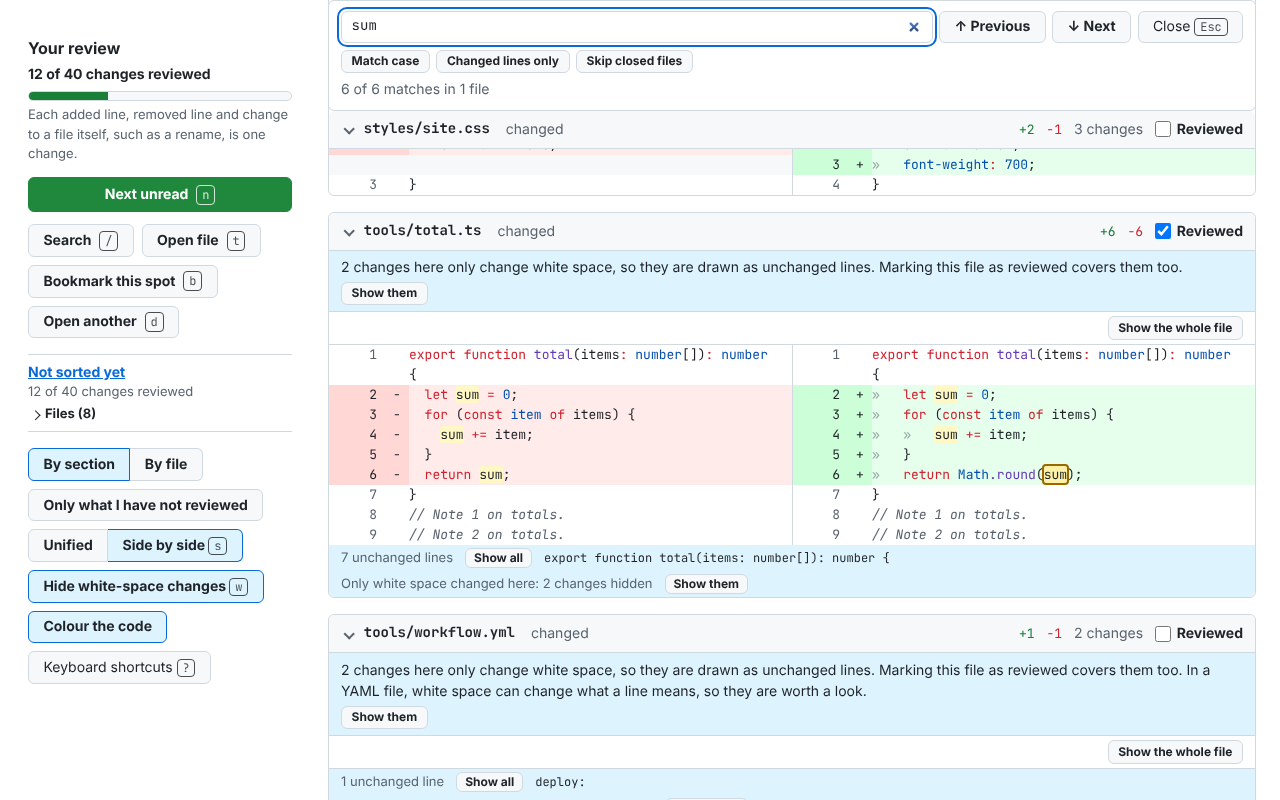 Your review
12 of 40 changes reviewed
Each added line, removed line and change
to a file itself, such as a rename, is one
change.
Next unread n
Search / Open file t
Bookmark this spot b
Open another d
Not sorted yet
12 of 40 changes reviewed
Files (8)
By section By file
Only what I have not reviewed
Unified Side by side s
Hide white-space changes w
Colour the code
Keyboard shortcuts ?
sum × ↑ Previous ↓ Next Close Esc
Match case Changed lines only Skip closed files
6 of 6 matches in 1 file
styles/site.css changed +2 -1 3 changes Reviewed
3 + » font-weight: 700;
3 } 4 }
tools/total.ts changed +6 -6 Reviewed
2 changes here only change white space, so they are drawn as unchanged lines. Marking this file as reviewed covers them too.
Show them
Show the whole file
1 export function total(items: number[]): number 1 export function total(items: number[]): number
{ {
2 - let sum = 0; 2 + » let sum = 0;
3 - for (const item of items) { 3 + » for (const item of items) {
4 - sum += item; 4 + » » sum += item;
5 - } 5 + » }
6 - return sum; 6 + » return Math.round(sum);
7 } 7 }
8 // Note 1 on totals. 8 // Note 1 on totals.
9 // Note 2 on totals. 9 // Note 2 on totals.
7 unchanged lines Show all export function total(items: number[]): number {
Only white space changed here: 2 changes hidden Show them
tools/workflow.yml changed +1 -1 2 changes Reviewed
2 changes here only change white space, so they are drawn as unchanged lines. Marking this file as reviewed covers them too. In a
YAML file, white space can change what a line means, so they are worth a look.
Show them
Show the whole file
1 unchanged line Show all deploy: